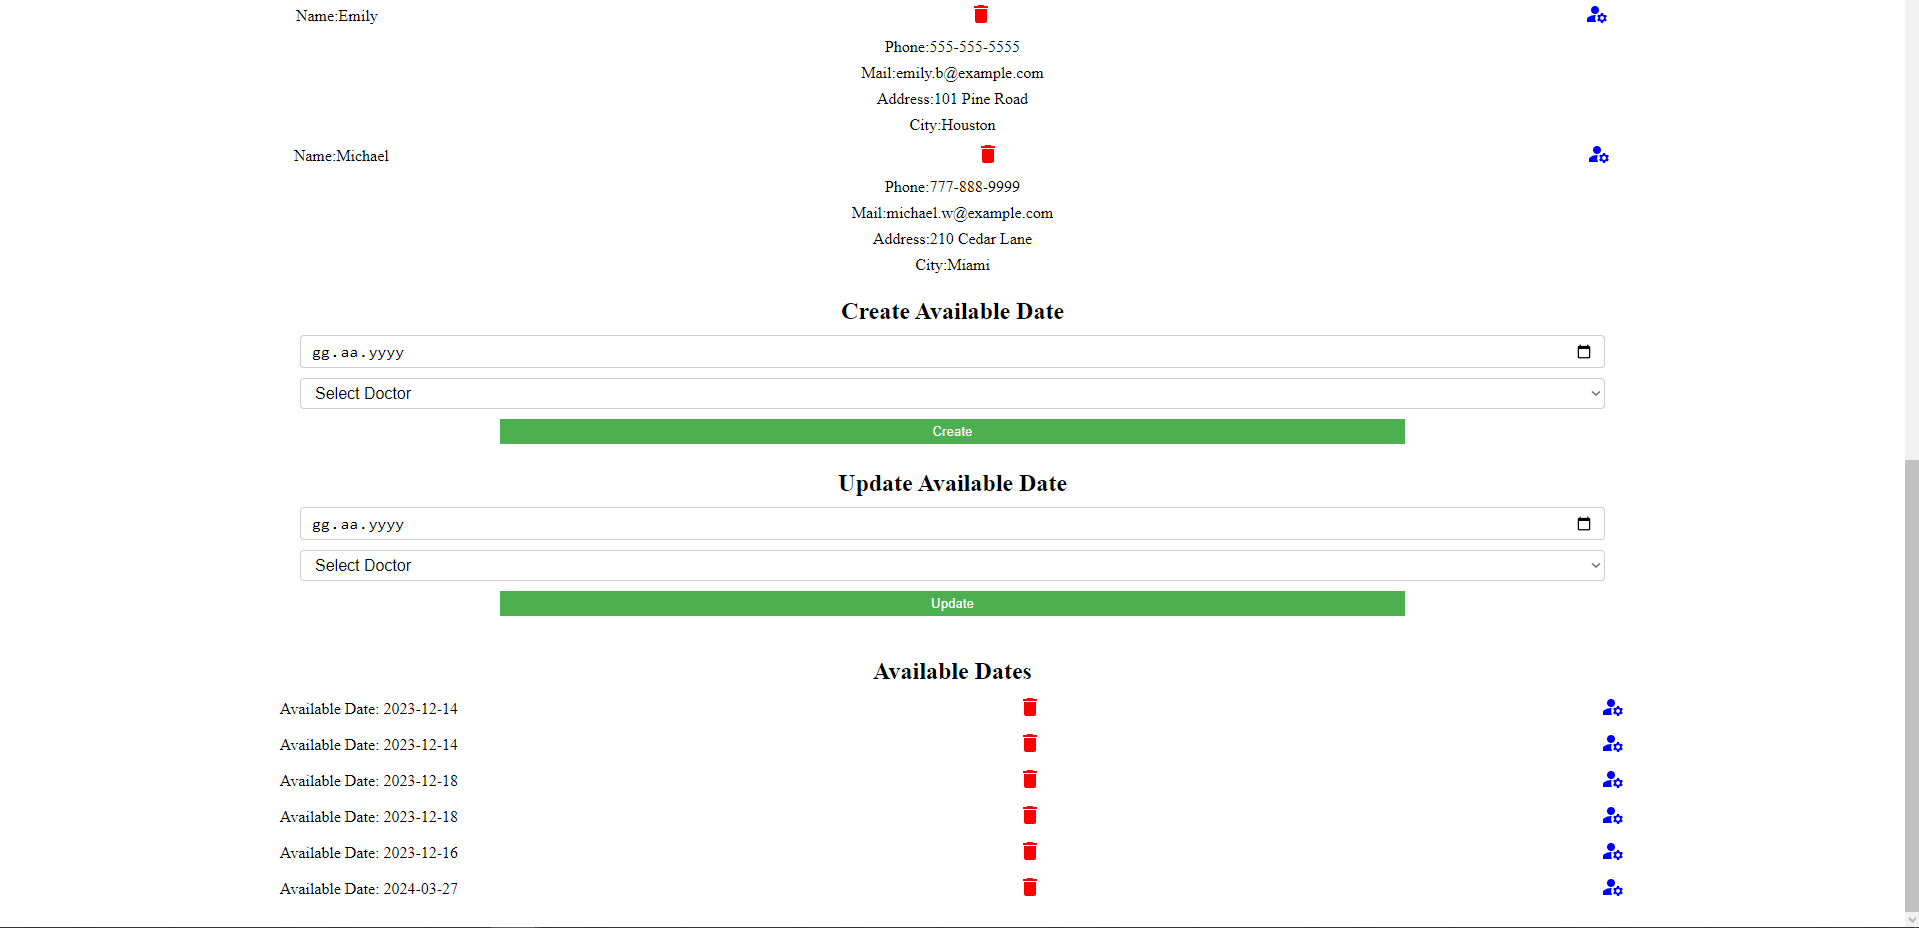 Name:Emily
Phone:555-555-5555
Mail:emily.b@example.com
Address:101 Pine Road
City:Houston
Name:Michael
Phone:777-888-9999
Mail:michael.w@example.com
Address:210 Cedar Lane
City:Miami
Create Available Date
gg.aa.yyyy
Select Doctor
Create
Update Available Date
gg.aa.yyyy
Select Doctor
Update
Available Dates
Available Date: 2023-12-14
Available Date: 2023-12-14
Available Date: 2023-12-18
Available Date: 2023-12-18
Available Date: 2023-12-16
Available Date: 2024-03-27